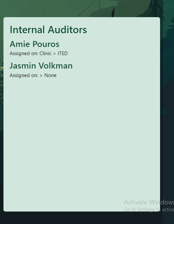 Internal Auditors
Amie Pouros
Assigned on: Clinic > ITED
Jasmin Volkman
Assigned on: > None
Activate Windows